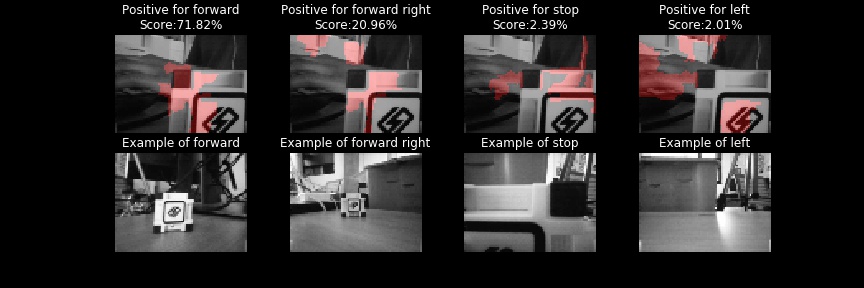 Positive for forward
Score:71.82%
Positive for forward right
Score:20.96%
Positive for stop
Score:2.39%
Positive for left
Score:2.01%
Example of forward
Example of forward right
Example of stop
Example of left